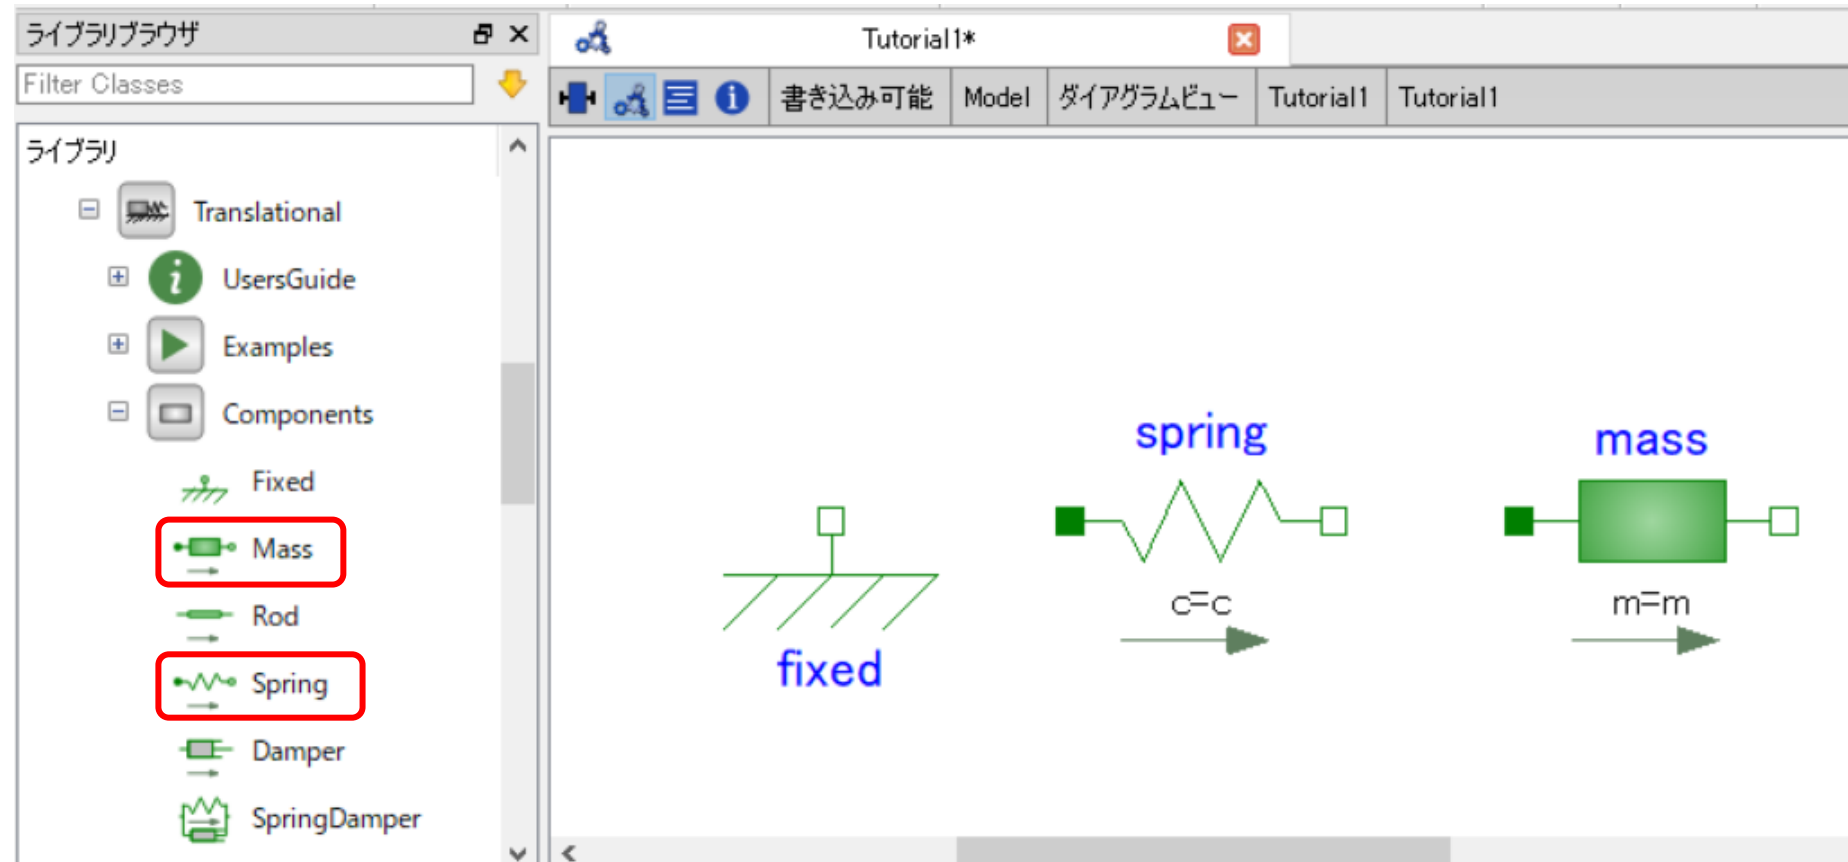 ライブラリブラウザ
Filter Classes
ライブラリ
Translational
UsersGuide
Examples
Components
Fixed
Mass
Rod
Spring
Damper
SpringDamper
Tutorial1*
書き込み可能 Model ダイアグラムビュー Tutorial1 Tutorial1
spring
mass
c=c
m=m
fixed